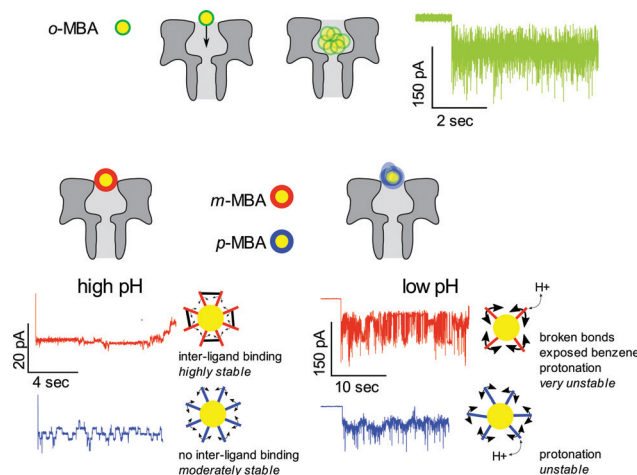 o-MBA
150 pA
2 sec
m-MBA
p-MBA
high pH
low pH
20 pA
4 sec
inter-ligand binding
highly stable
150 pA
10 sec
H+
broken bonds
exposed benzene
protonation
very unstable
no inter-ligand binding
moderately stable
H+
protonation
unstable